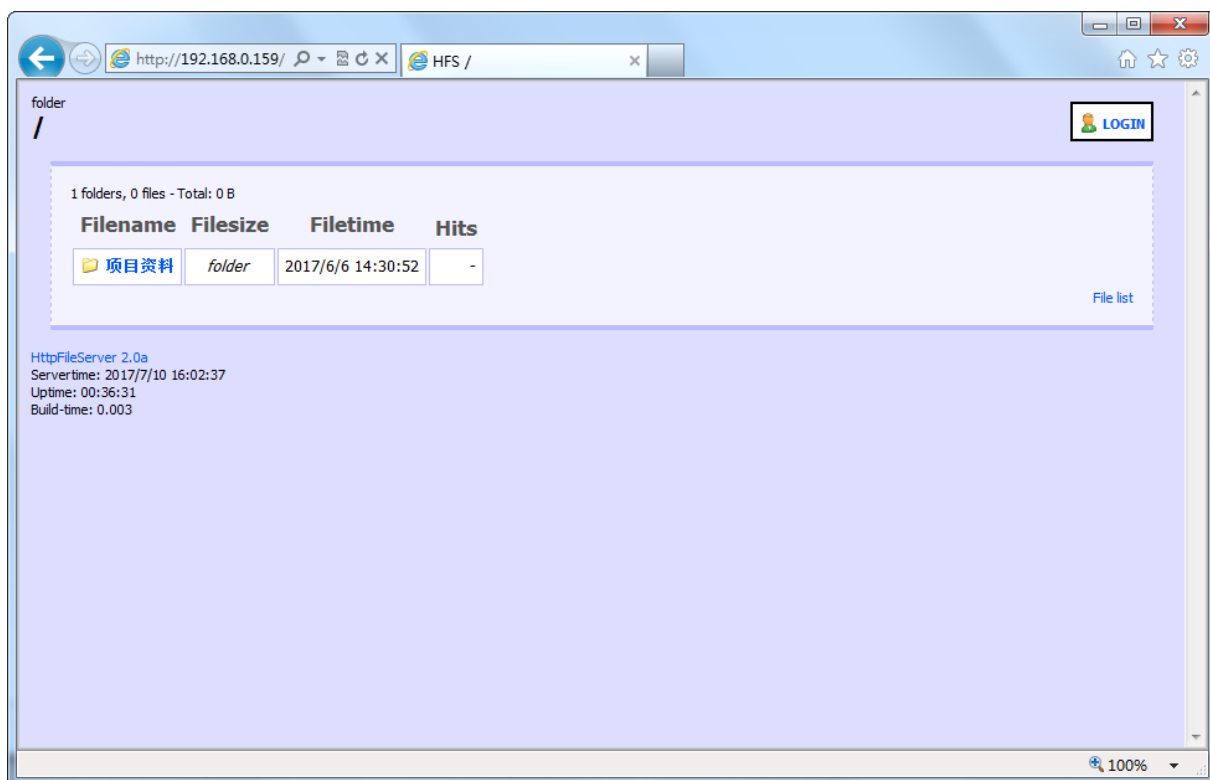 http://192.168.0.159/
HFS /
folder
/
LOGIN
1 folders, 0 files - Total: 0 B
Filename Filesize Filetime Hits
项目资料 folder 2017/6/6 14:30:52 -
File list
HttpFileServer 2.0a
Servertime: 2017/7/10 16:02:37
Uptime: 00:36:31
Build-time: 0.003
100%